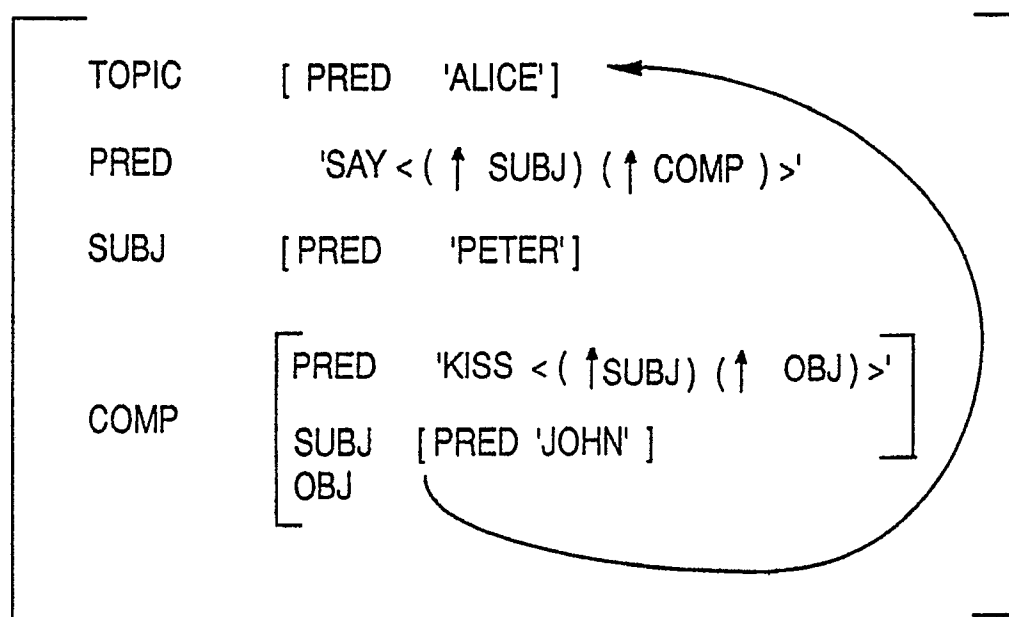 TOPIC [ PRED 'ALICE' ]
PRED 'SAY < ( ↑ SUBJ ) ( ↑ COMP ) >'
SUBJ [ PRED 'PETER' ]
PRED 'KISS < ( ↑ SUBJ ) ( ↑ OBJ ) >'
COMP
SUBJ [ PRED 'JOHN' ]
OBJ